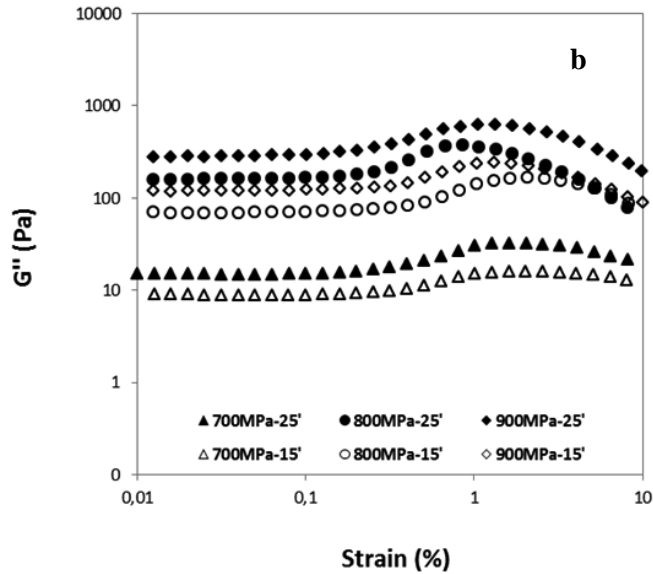 10000
b
1000
100
10
1
0
G'' (Pa)
700MPa-25' 800MPa-25' 900MPa-25'
700MPa-15' 800MPa-15' 900MPa-15'
0,01 0,1 1 10
Strain (%)